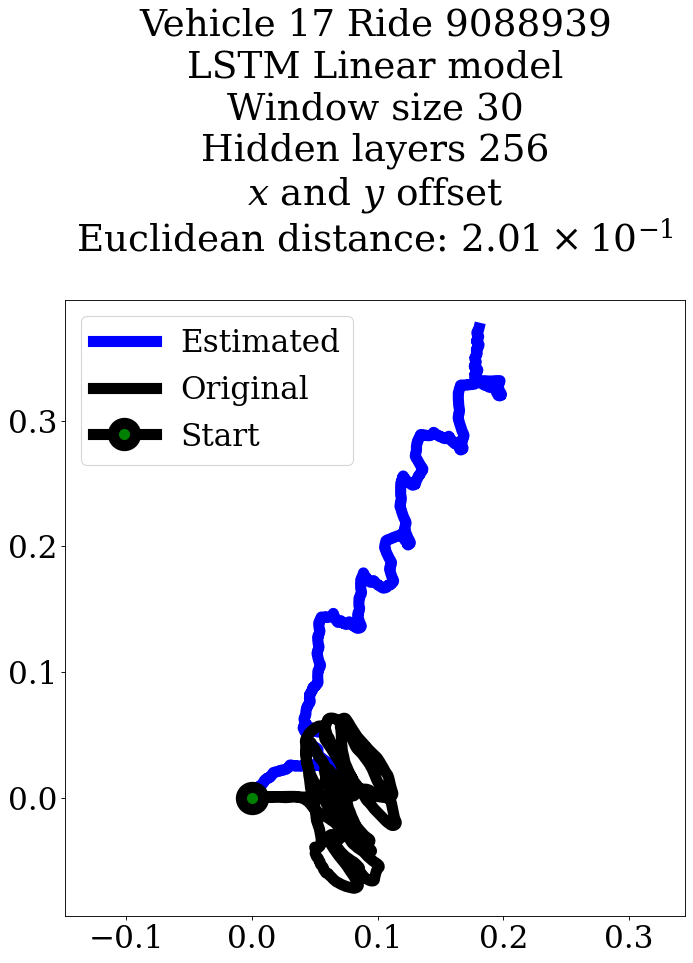 Vehicle 17 Ride 9088939
LSTM Linear model
Window size 30
Hidden layers 256
x and y offset
Euclidean distance: 2.01 × 10⁻¹
Estimated
Original
Start
0.3
0.2
0.1
0.0
−0.1 0.0 0.1 0.2 0.3